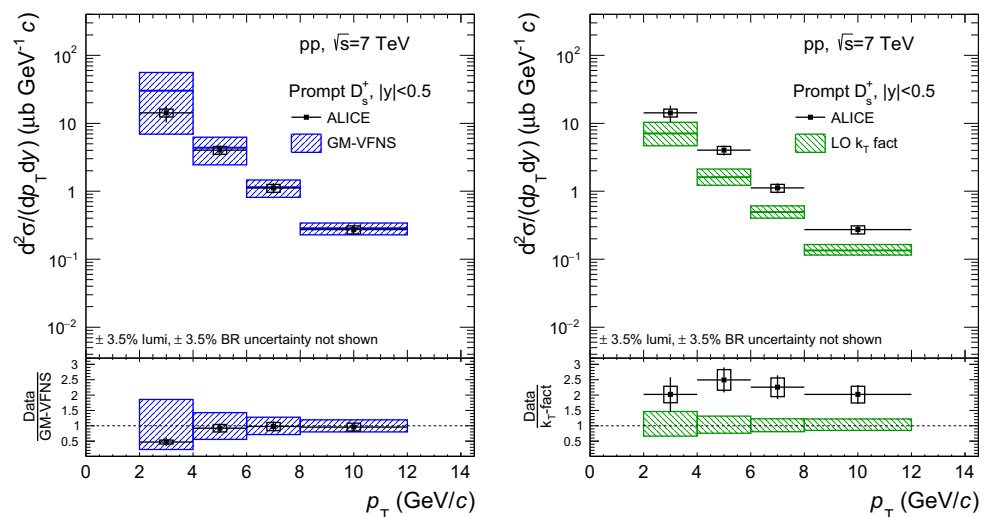 d²σ/(dp_T dy) (μb GeV⁻¹ c)
10²
10
1
10⁻¹
10⁻²
pp, √s=7 TeV
Prompt D_s⁺, |y|<0.5
ALICE
GM-VFNS
± 3.5% lumi, ± 3.5% BR uncertainty not shown
Data
GM-VFNS
3
2.5
2
1.5
1
0.5
0 2 4 6 8 10 12 14
p_T (GeV/c)
d²σ/(dp_T dy) (μb GeV⁻¹ c)
10²
10
1
10⁻¹
10⁻²
pp, √s=7 TeV
Prompt D_s⁺, |y|<0.5
ALICE
LO k_T fact
± 3.5% lumi, ± 3.5% BR uncertainty not shown
Data
k_T-fact
3
2.5
2
1.5
1
0.5
0 2 4 6 8 10 12 14
p_T (GeV/c)